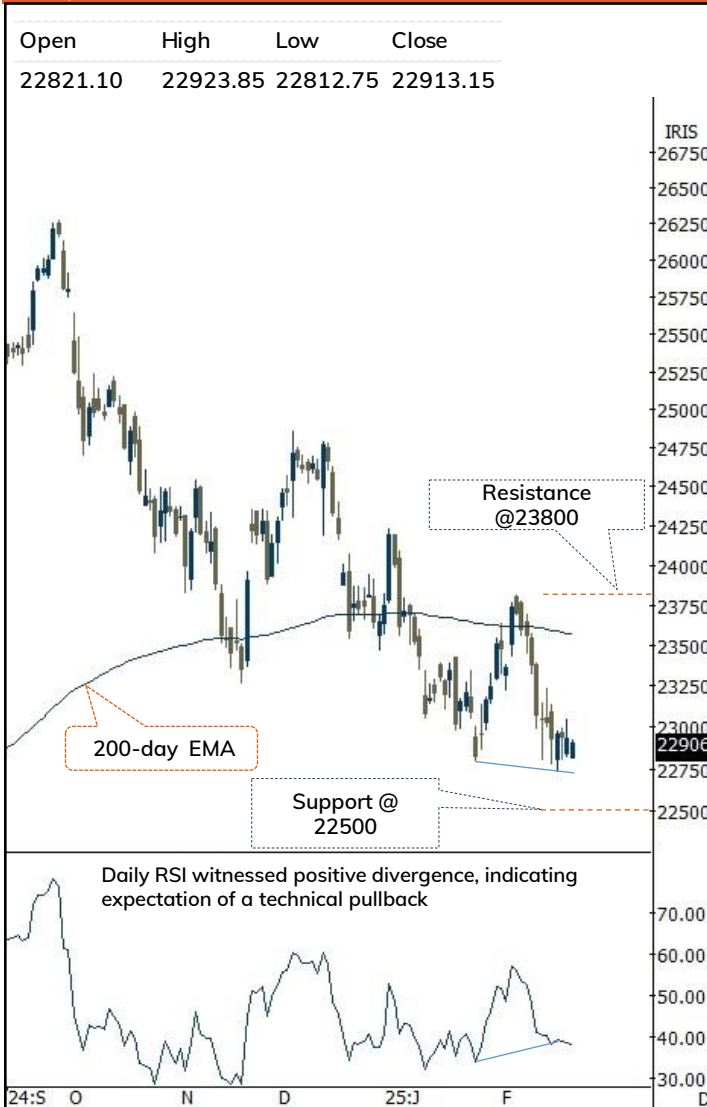 Open High Low Close
22821.10 22923.85 22812.75 22913.15
IRIS
26750
26500
26250
26000
25750
25500
25250
25000
24750
24500
24250
24000
23750
23500
23250
23000
22906
22750
22500
Resistance
@23800
200-day EMA
Support @
22500
Daily RSI witnessed positive divergence, indicating
expectation of a technical pullback
70.00
60.00
50.00
40.00
30.00
'24:S O N D 25:J F D